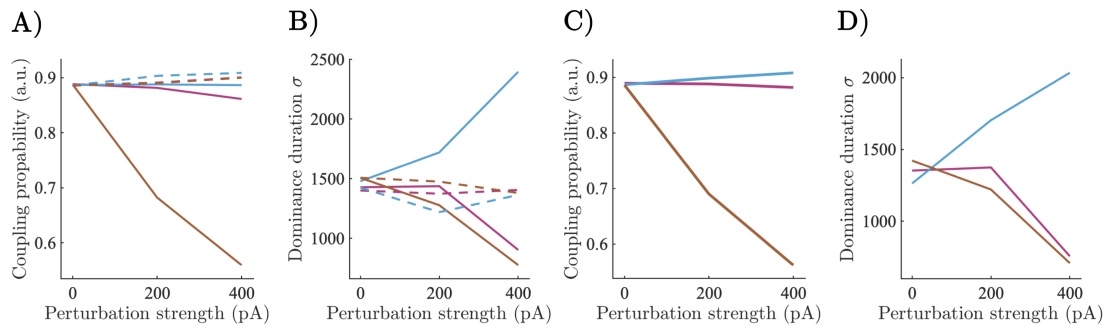 A)
Coupling propability (a.u.)
0.9
0.8
0.7
0.6
0
200
400
Perturbation strength (pA)
B)
Dominance duration σ
2500
2000
1500
1000
0
200
400
Perturbation strength (pA)
C)
Coupling propability (a.u.)
0.9
0.8
0.7
0.6
0
200
400
Perturbation strength (pA)
D)
Dominance duration σ
2000
1500
1000
0
200
400
Perturbation strength (pA)